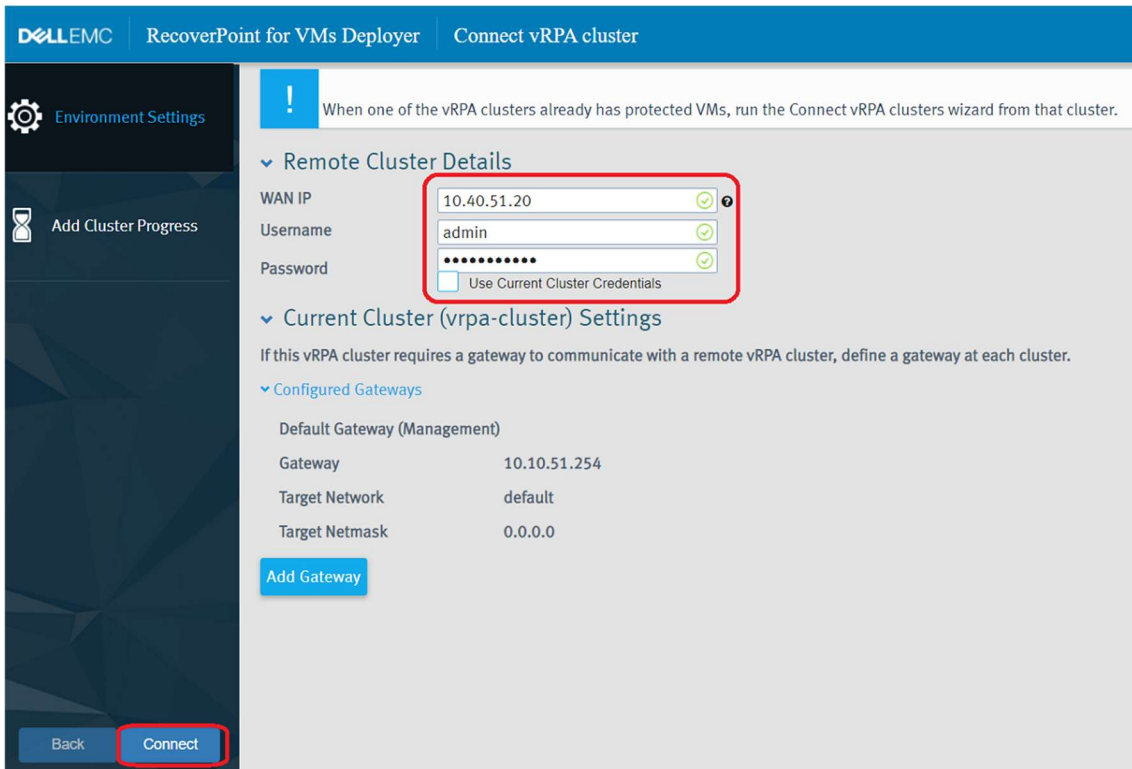 DELLEMC RecoverPoint for VMs Deployer Connect vRPA cluster
Environment Settings
Add Cluster Progress
! When one of the vRPA clusters already has protected VMs, run the Connect vRPA clusters wizard from that cluster.
Remote Cluster Details
WAN IP 10.40.51.20
Username admin
Password •••••••••••
Use Current Cluster Credentials
Current Cluster (vrpa-cluster) Settings
If this vRPA cluster requires a gateway to communicate with a remote vRPA cluster, define a gateway at each cluster.
Configured Gateways
Default Gateway (Management)
Gateway 10.10.51.254
Target Network default
Target Netmask 0.0.0.0
Add Gateway
Back Connect